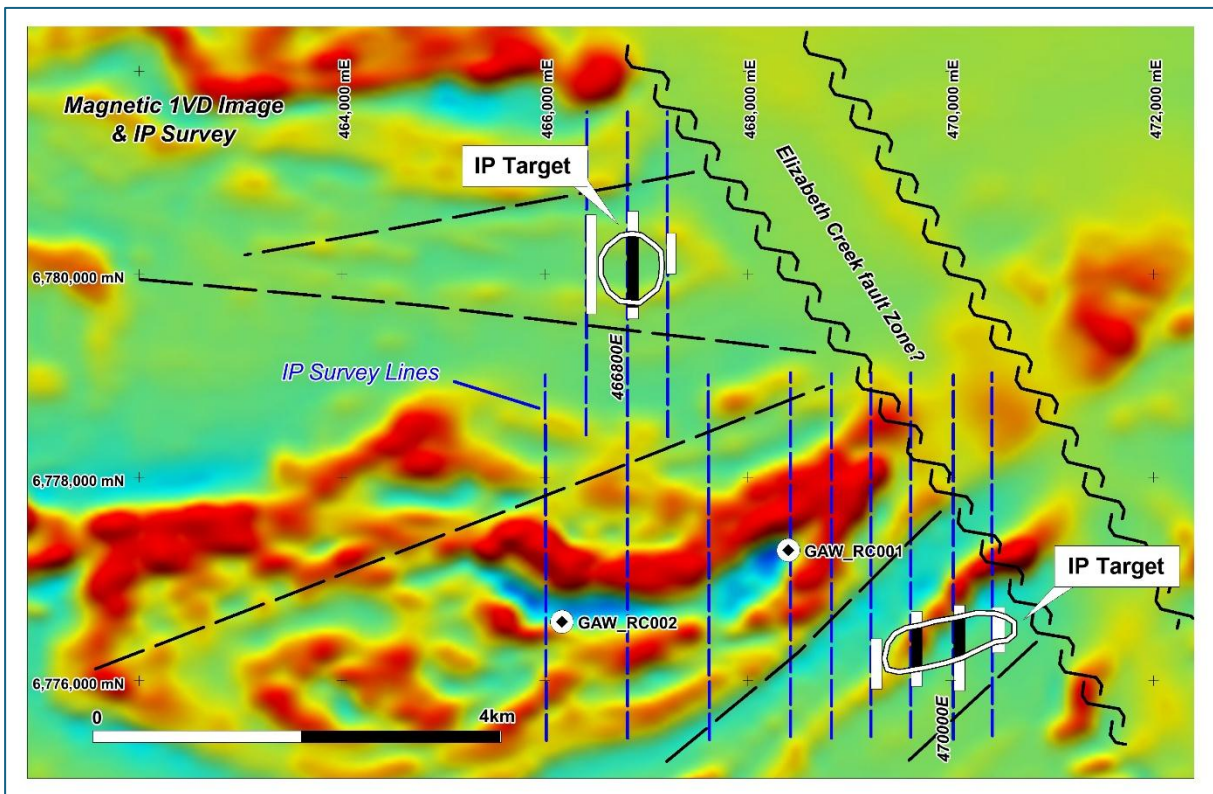 Magnetic 1VD Image
& IP Survey
464,000 mE
466,000 mE
468,000 mE
470,000 mE
472,000 mE
IP Target
Elizabeth Creek fault Zone?
6,780,000 mN
466800E
IP Survey Lines
6,778,000 mN
GAW_RC001
IP Target
GAW_RC002
6,776,000 mN
470000E
0
4km